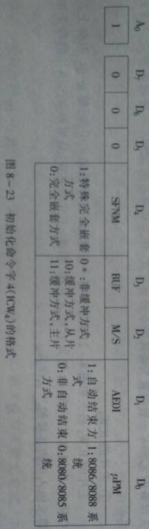 A₀ D₇ D₆ D₅ D₄ D₃ D₂ D₁ D₀
1 0 0 0 SFNM BUF M/S AEOI μPM
1:特殊完全嵌套方式
0:完全嵌套方式
0*:非缓冲方式
10:缓冲方式,从片
11:缓冲方式,主片
1:自动结束方式
0:非自动结束方式
1:8086/8088系统
0:8080/8085系统
图8-23 初始化命令字4(ICW₄)的格式